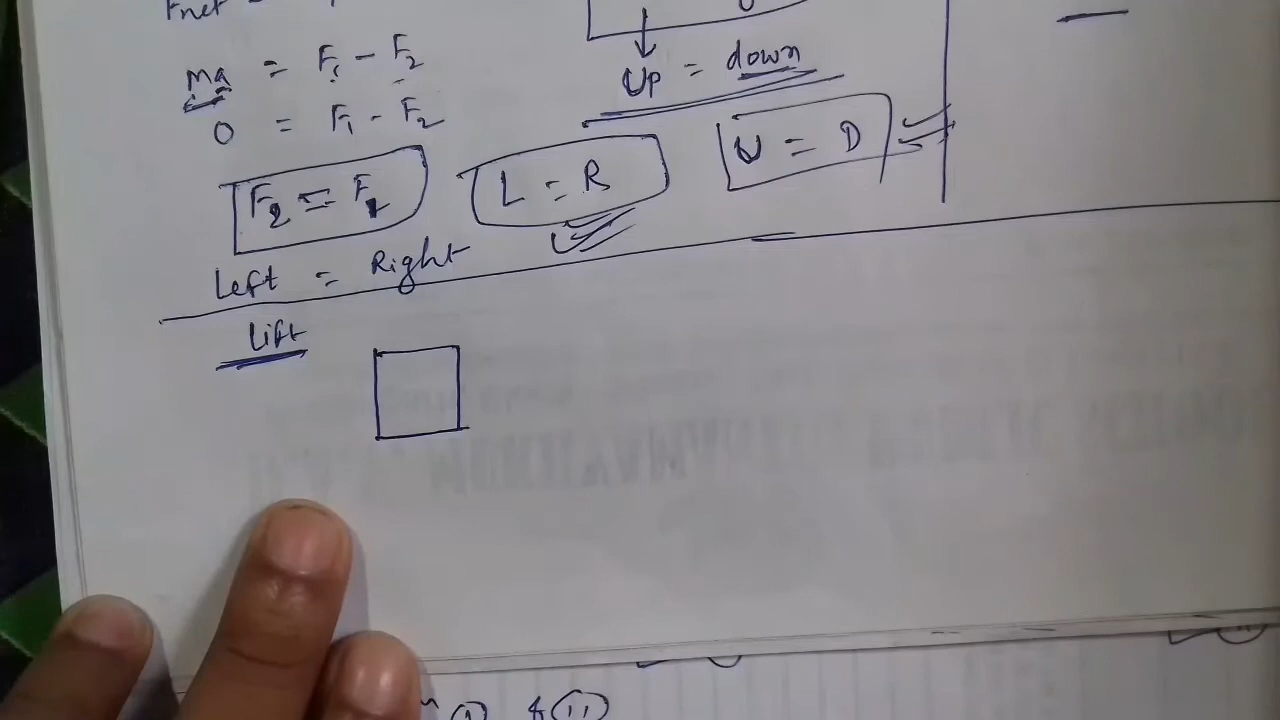 Fnet =
ma = F1 - F2
0 = F1 - F2
F2 = F1
Left = Right
L = R
Up = down
U = D
Lift